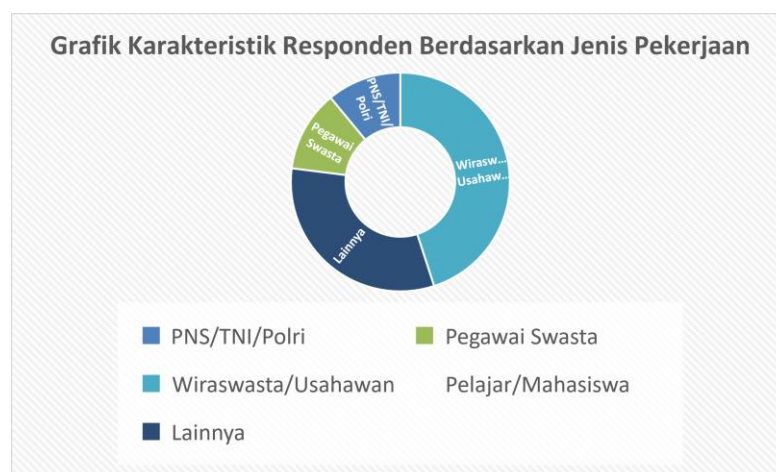 Grafik Karakteristik Responden Berdasarkan Jenis Pekerjaan
PNS/TNI/
Polri
Pegawai
Swasta
Wirasw...
Usahaw...
Lainnya
PNS/TNI/Polri
Pegawai Swasta
Wiraswasta/Usahawan
Pelajar/Mahasiswa
Lainnya